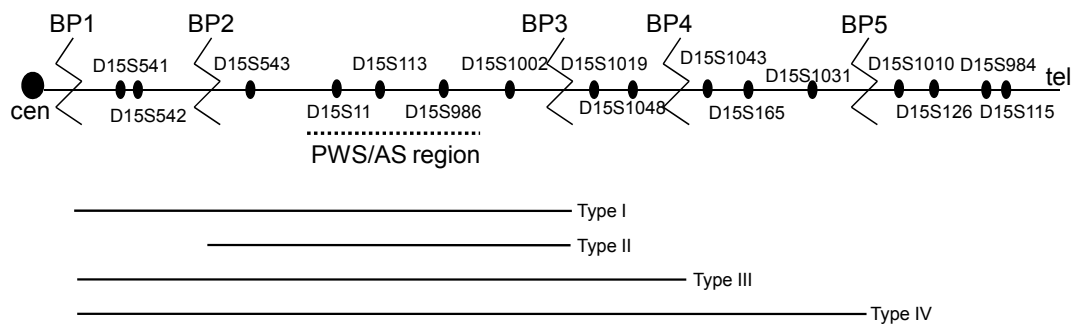 BP1 BP2 BP3 BP4 BP5
D15S541 D15S543 D15S113 D15S1002 D15S1019 D15S1043 D15S1031 D15S1010 D15S984
cen tel
D15S542 D15S11 D15S986 D15S1048 D15S165 D15S126 D15S115
PWS/AS region
Type I
Type II
Type III
Type IV